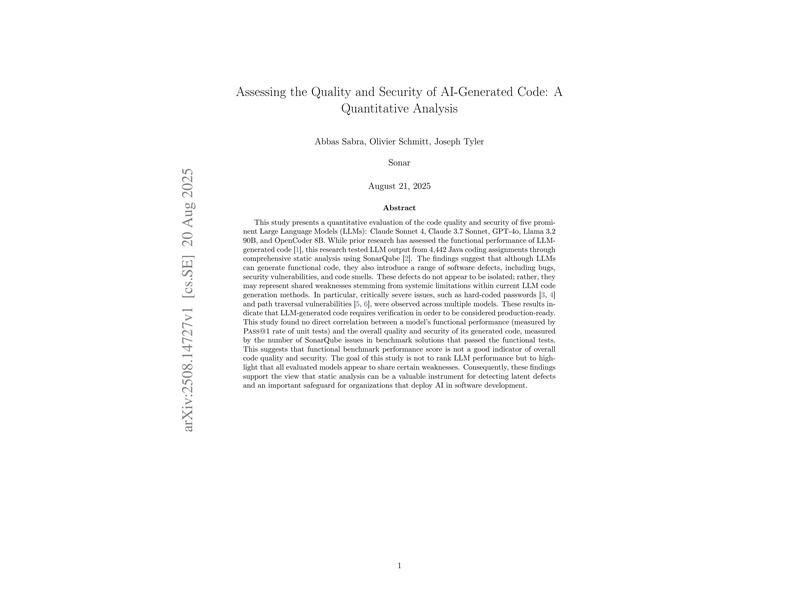 Assessing the Quality and Security of AI-Generated Code: A
Quantitative Analysis
Abbas Sabra, Olivier Schmitt, Joseph Tyler
Sonar
August 21, 2025
Abstract
This study presents a quantitative evaluation of the code quality and security of five promi-
nent Large Language Models (LLMs): Claude Sonnet 4, Claude 3.7 Sonnet, GPT-4o, Llama 3.2
90B, and OpenCoder 8B. While prior research has assessed the functional performance of LLM-
generated code [1], this research tested LLM output from 4,442 Java coding assignments through
comprehensive static analysis using SonarQube [2]. The findings suggest that although LLMs
can generate functional code, they also introduce a range of software defects, including bugs,
security vulnerabilities, and code smells. These defects do not appear to be isolated; rather, they
may represent shared weaknesses stemming from systemic limitations within current LLM code
generation methods. In particular, critically severe issues, such as hard-coded passwords [3, 4]
and path traversal vulnerabilities [5, 6], were observed across multiple models. These results in-
dicate that LLM-generated code requires verification in order to be considered production-ready.
This study found no direct correlation between a model's functional performance (measured by
Pass@1 rate of unit tests) and the overall quality and security of its generated code, measured
by the number of SonarQube issues in benchmark solutions that passed the functional tests.
This suggests that functional benchmark performance score is not a good indicator of overall
code quality and security. The goal of this study is not to rank LLM performance but to high-
light that all evaluated models appear to share certain weaknesses. Consequently, these findings
support the view that static analysis can be a valuable instrument for detecting latent defects
and an important safeguard for organizations that deploy AI in software development.
arXiv:2508.14727v1 [cs.SE] 20 Aug 2025
1